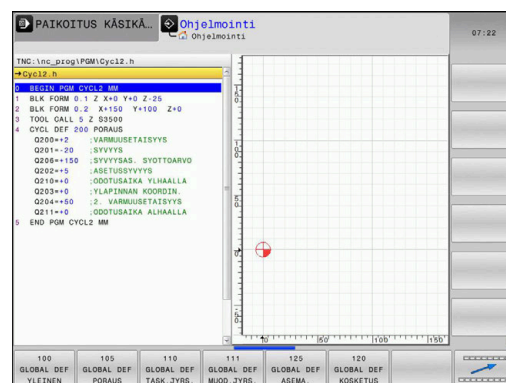 PAIKOITUS KÄSIKÄ…
Ohjelmointi
Ohjelmointi
07:22
TNC:\nc_prog\PGM\Cycl2.h
→Cycl2.h
0 BEGIN PGM CYCL2 MM
1 BLK FORM 0.1 Z X+0 Y+0 Z-25
2 BLK FORM 0.2 X+150 Y+100 Z+0
3 TOOL CALL 5 Z S3500
4 CYCL DEF 200 PORAUS
Q200=+2 ;VARMUUSETAISYYS
Q201=-20 ;SYVYYS
Q206=+150 ;SYVYYSAS. SYOTTOARVO
Q202=+5 ;ASETUSSYVYYS
Q210=+0 ;ODOTUSAIKA YLHAALLA
Q203=+0 ;YLAPINNAN KOORDIN.
Q204=+50 ;2. VARMUUSETAISYYS
Q211=+0 ;ODOTUSAIKA ALHAALLA
5 END PGM CYCL2 MM
0 50 100 150
100 GLOBAL DEF YLEINEN
105 GLOBAL DEF PORAUS
110 GLOBAL DEF TASK.JYRS.
111 GLOBAL DEF MUOD.JYRS.
125 GLOBAL DEF ASEMA.
120 GLOBAL DEF KOSKETUS